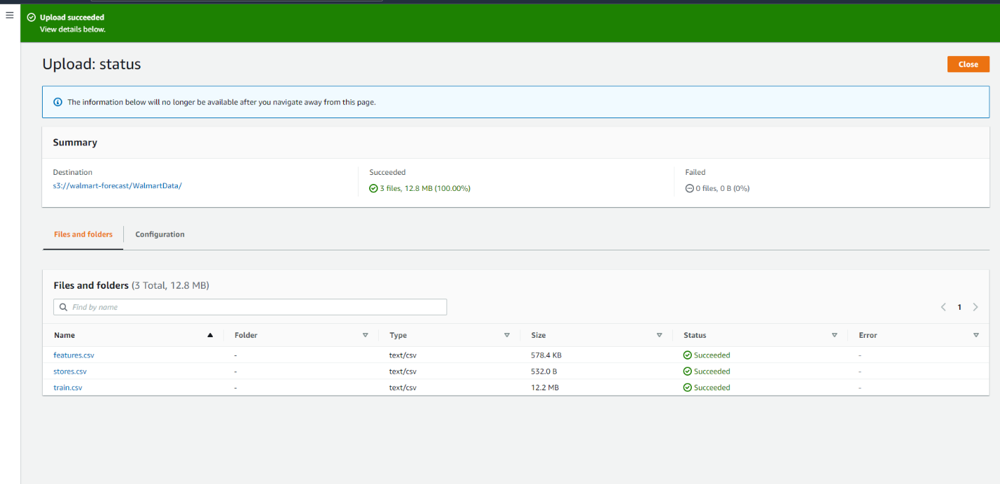 Upload succeeded
View details below.
Upload: status
Close
The information below will no longer be available after you navigate away from this page.
Summary
Destination
s3://walmart-forecast/WalmartData/
Succeeded
3 files, 12.8 MB (100.00%)
Failed
0 files, 0 B (0%)
Files and folders
Configuration
Files and folders (3 Total, 12.8 MB)
Find by name
1
Name Folder Type Size Status Error
features.csv - text/csv 578.4 KB Succeeded -
stores.csv - text/csv 532.0 B Succeeded -
train.csv - text/csv 12.2 MB Succeeded -